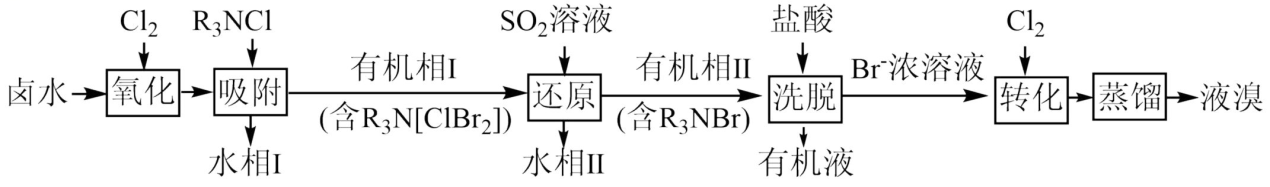 Cl₂ R₃NCl SO₂溶液 盐酸 Cl₂
有机相I 有机相II Br⁻浓溶液
卤水 氧化 吸附 还原 洗脱 转化 蒸馏 液溴
(含R₃N[ClBr₂]) (含R₃NBr)
水相I 水相II 有机液